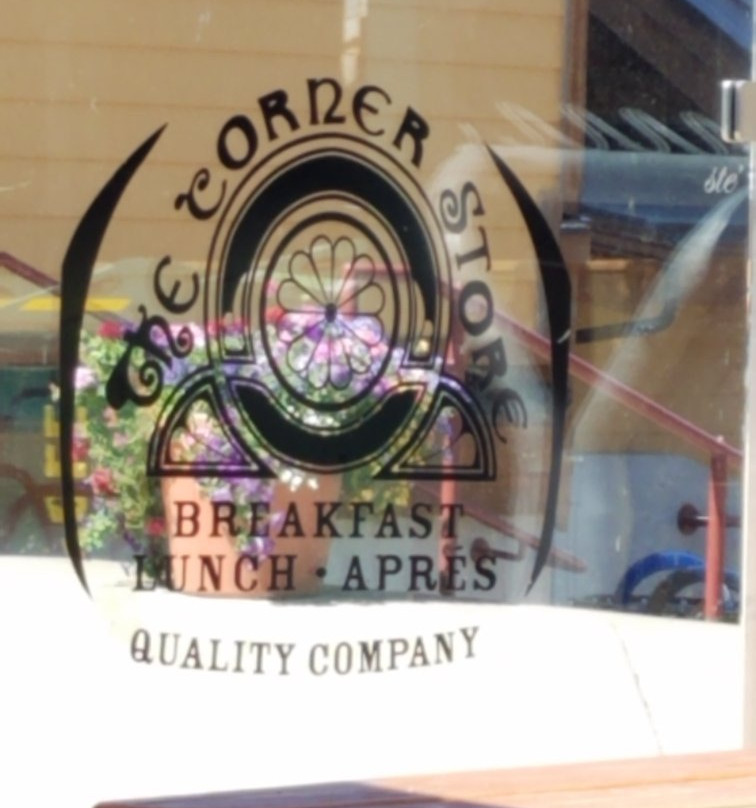 THE CORNER STORE
BREAKFAST
LUNCH · APRÈS
QUALITY COMPANY